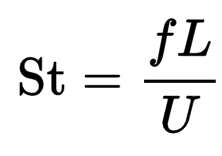 St = fL / U